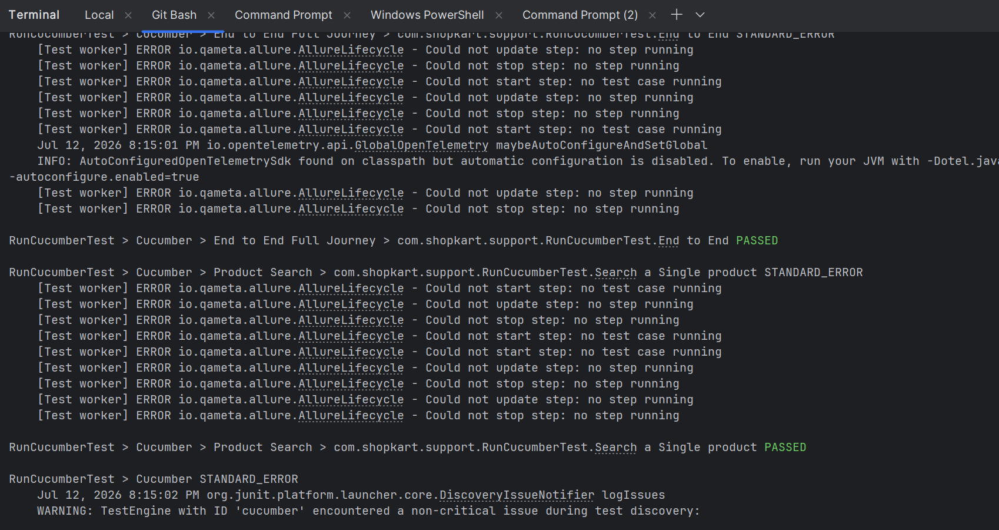 Terminal Local × Git Bash × Command Prompt × Windows PowerShell × Command Prompt (2) ×
RunCucumberTest > Cucumber > End to End Full Journey > com.shopkart.support.RunCucumberTest.End to End STANDARD_ERROR
[Test worker] ERROR io.qameta.allure.AllureLifecycle - Could not update step: no step running
[Test worker] ERROR io.qameta.allure.AllureLifecycle - Could not stop step: no step running
[Test worker] ERROR io.qameta.allure.AllureLifecycle - Could not start step: no test case running
[Test worker] ERROR io.qameta.allure.AllureLifecycle - Could not update step: no step running
[Test worker] ERROR io.qameta.allure.AllureLifecycle - Could not stop step: no step running
[Test worker] ERROR io.qameta.allure.AllureLifecycle - Could not start step: no test case running
Jul 12, 2026 8:15:01 PM io.opentelemetry.api.GlobalOpenTelemetry maybeAutoConfigureAndSetGlobal
INFO: AutoConfiguredOpenTelemetrySdk found on classpath but automatic configuration is disabled. To enable, run your JVM with -Dotel.java
-autoconfigure.enabled=true
[Test worker] ERROR io.qameta.allure.AllureLifecycle - Could not update step: no step running
[Test worker] ERROR io.qameta.allure.AllureLifecycle - Could not stop step: no step running
RunCucumberTest > Cucumber > End to End Full Journey > com.shopkart.support.RunCucumberTest.End to End PASSED
RunCucumberTest > Cucumber > Product Search > com.shopkart.support.RunCucumberTest.Search a Single product STANDARD_ERROR
[Test worker] ERROR io.qameta.allure.AllureLifecycle - Could not start step: no test case running
[Test worker] ERROR io.qameta.allure.AllureLifecycle - Could not update step: no step running
[Test worker] ERROR io.qameta.allure.AllureLifecycle - Could not stop step: no step running
[Test worker] ERROR io.qameta.allure.AllureLifecycle - Could not start step: no test case running
[Test worker] ERROR io.qameta.allure.AllureLifecycle - Could not start step: no test case running
[Test worker] ERROR io.qameta.allure.AllureLifecycle - Could not update step: no step running
[Test worker] ERROR io.qameta.allure.AllureLifecycle - Could not stop step: no step running
[Test worker] ERROR io.qameta.allure.AllureLifecycle - Could not update step: no step running
[Test worker] ERROR io.qameta.allure.AllureLifecycle - Could not stop step: no step running
RunCucumberTest > Cucumber > Product Search > com.shopkart.support.RunCucumberTest.Search a Single product PASSED
RunCucumberTest > Cucumber STANDARD_ERROR
Jul 12, 2026 8:15:02 PM org.junit.platform.launcher.core.DiscoveryIssueNotifier logIssues
WARNING: TestEngine with ID 'cucumber' encountered a non-critical issue during test discovery: